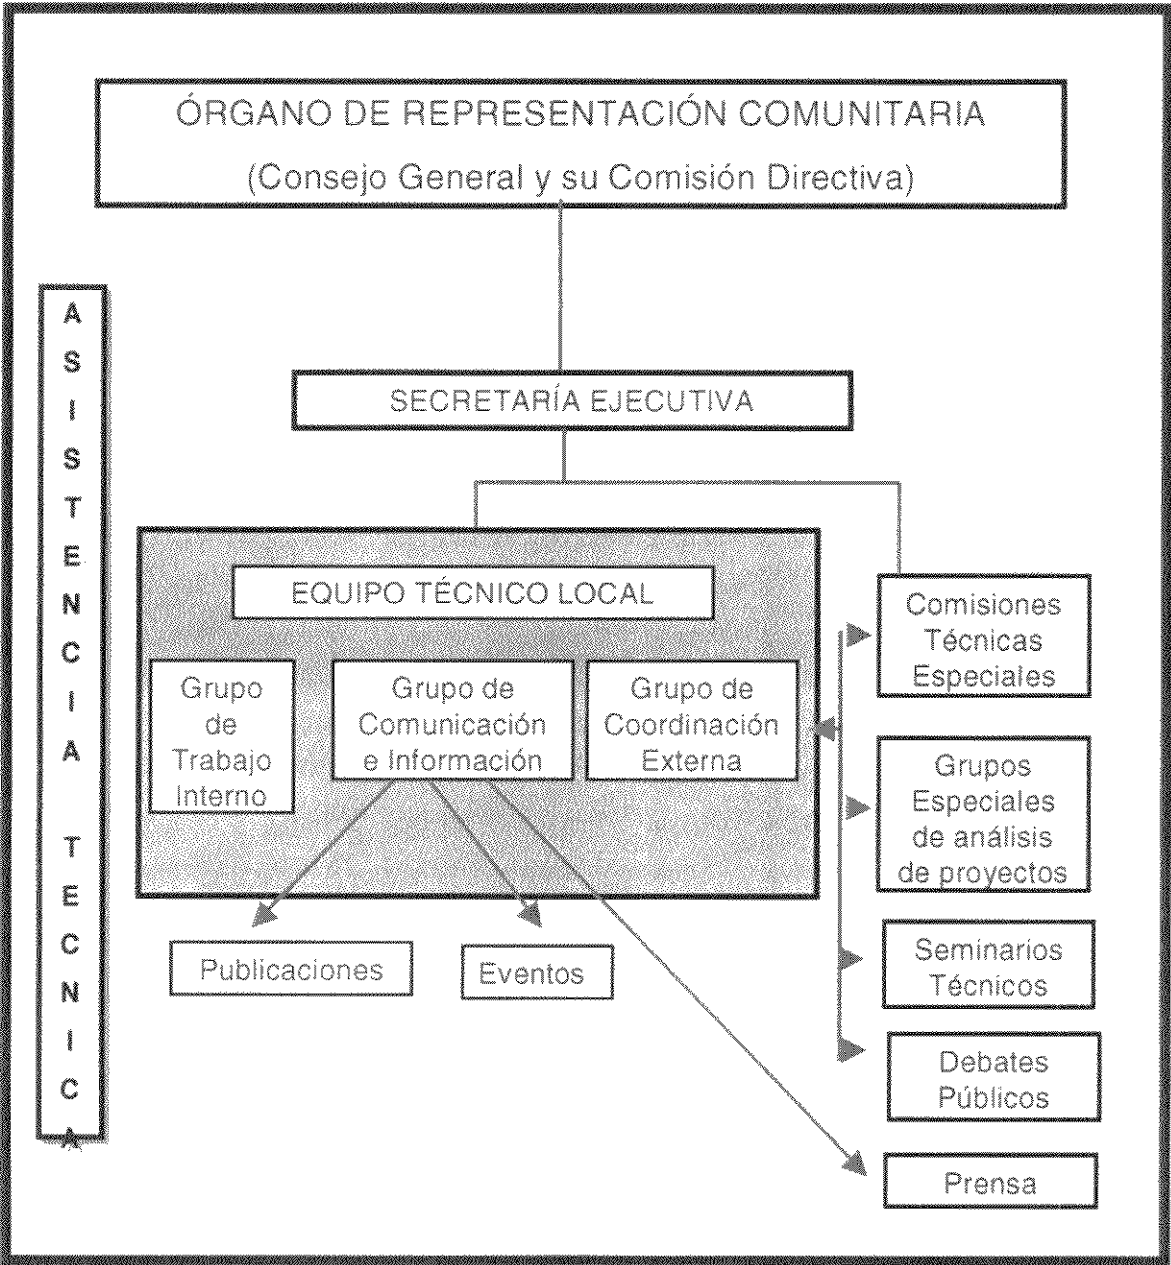 ÓRGANO DE REPRESENTACIÓN COMUNITARIA
(Consejo General y su Comisión Directiva)
A
S
I
S
T
E
N
C
I
A
T
E
C
N
I
C
A
SECRETARÍA EJECUTIVA
EQUIPO TÉCNICO LOCAL
Grupo
de
Trabajo
Interno
Grupo de
Comunicación
e Información
Grupo de
Coordinación
Externa
Comisiones
Técnicas
Especiales
Grupos
Especiales
de análisis
de proyectos
Seminarios
Técnicos
Debates
Públicos
Prensa
Publicaciones
Eventos